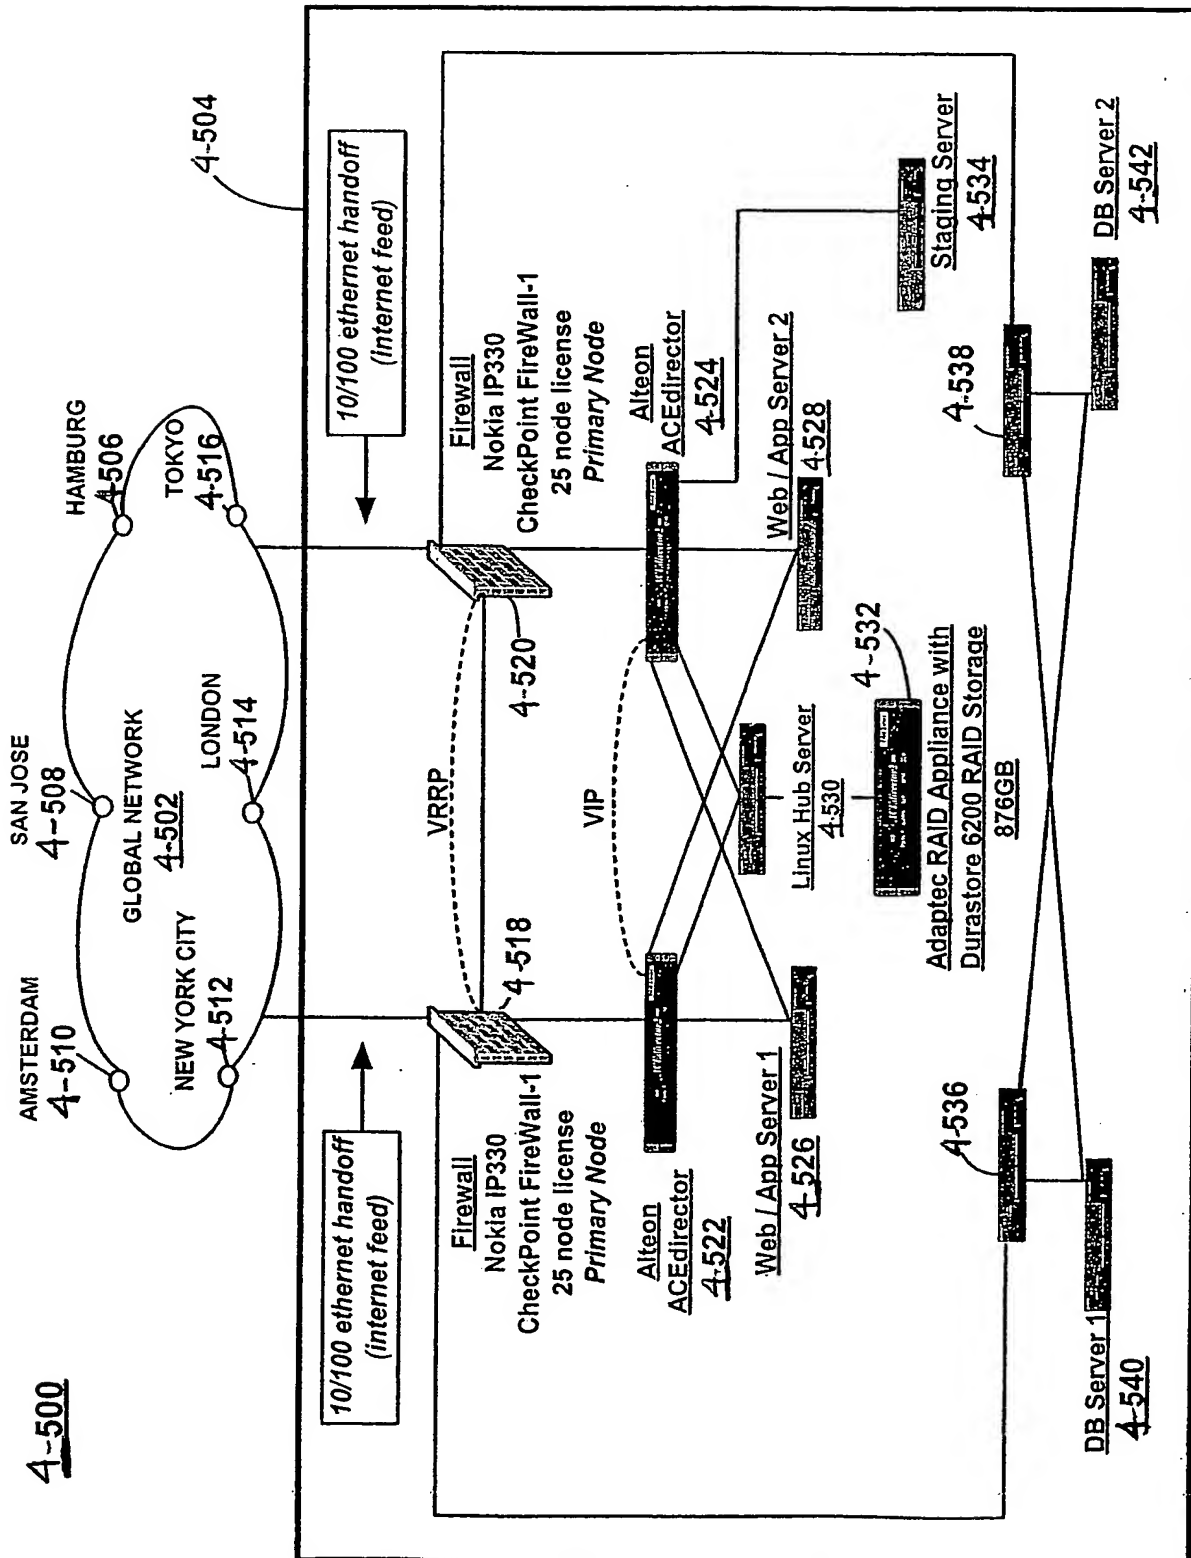 4-500
AMSTERDAM
4-510
SAN JOSE
4-508
HAMBURG
4-506
GLOBAL NETWORK
4-502
NEW YORK CITY
4-512
LONDON
4-514
TOKYO
4-516
4-504
10/100 ethernet handoff
(internet feed)
10/100 ethernet handoff
(internet feed)
Firewall
Nokia IP330
CheckPoint FireWall-1
25 node license
Primary Node
4-518
VRRP
4-520
Firewall
Nokia IP330
CheckPoint FireWall-1
25 node license
Primary Node
Alteon
ACEdirector
4-522
VIP
Alteon
ACEdirector
4-524
Web / App Server 1
4-526
Web / App Server 2
4-528
Linux Hub Server
4-530
4-532
Adaptec RAID Appliance with
Durastore 6200 RAID Storage
876GB
Staging Server
4-534
4-536
4-538
DB Server 1
4-540
DB Server 2
4-542